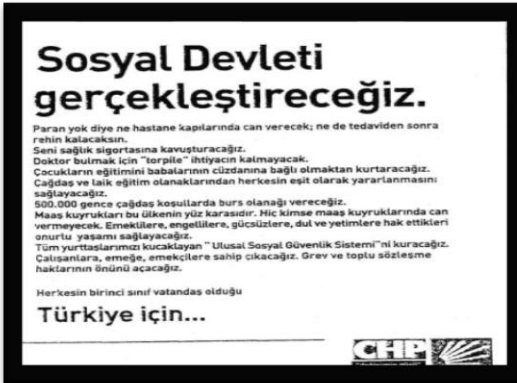 Sosyal Devleti
gerçekleştireceğiz.
Paran yok diye ne hastane kapılarında can verecek; ne de tedaviden sonra
rehin kalacaksın.
Seni sağlık sigortasına kavuşturacağız.
Doktor bulmak için "torpile" ihtiyacın kalmayacak.
Çocukların eğitimini babalarının cüzdanına bağlı olmaktan kurtaracağız.
Çağdaş ve laik eğitim olanaklarından herkesin eşit olarak yararlanmasını
sağlayacağız.
500.000 gence çağdaş koşullarda burs olanağı vereceğiz.
Maaş kuyrukları bu ülkenin yüz karasıdır. Hiç kimse maaş kuyruklarında can
vermeyecek. Emeklilere, engellilere, güçsüzlere, dul ve yetimlere hak ettikleri
onurlu yaşamı sağlayacağız.
Tüm yurttaşlarımızı kucaklayan " Ulusal Sosyal Güvenlik Sistemi"ni kuracağız.
Çalışanlara, emeğe, emekçilere sahip çıkacağız. Grev ve toplu sözleşme
haklarının önünü açacağız.
Herkesin birinci sınıf vatandaş olduğu
Türkiye için...
CHP